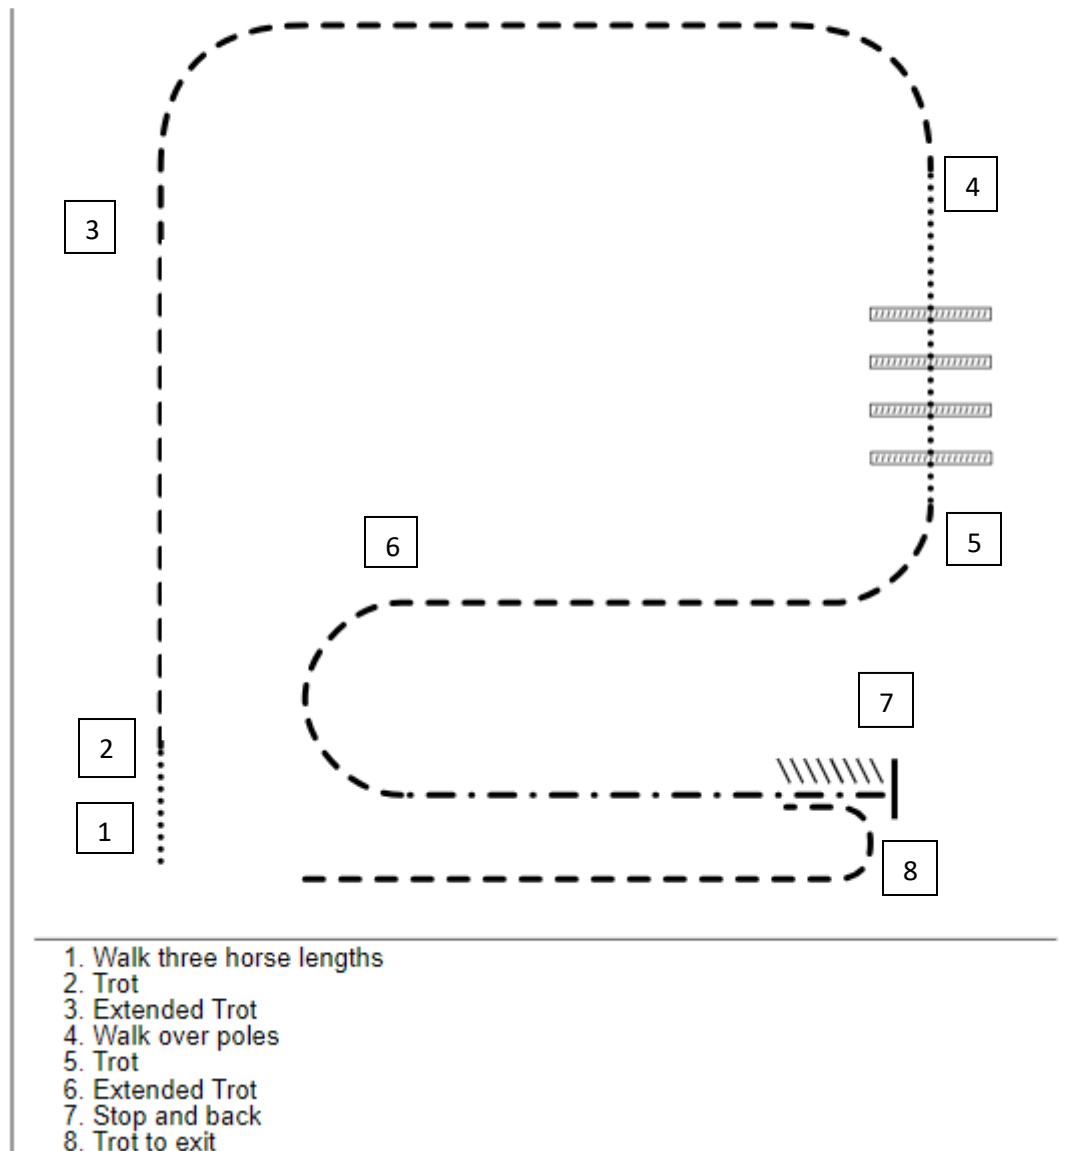 4
3
6
5
7
2
1
8
1. Walk three horse lengths
2. Trot
3. Extended Trot
4. Walk over poles
5. Trot
6. Extended Trot
7. Stop and back
8. Trot to exit